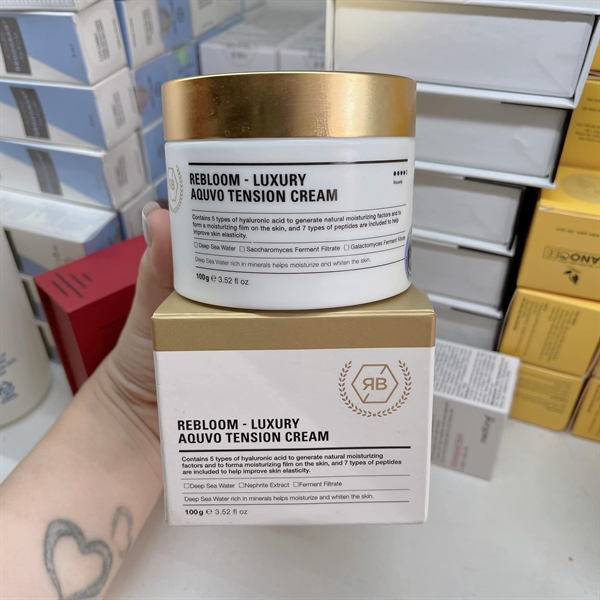 REBLOOM - LUXURY
AQUVO TENSION CREAM
Contains 5 types of hyaluronic acid to generate natural moisturizing factors and to
form a moisturizing film on the skin, and 7 types of peptides are included to help
improve skin elasticity.
Deep Sea Water Saccharomyces Ferment Filtrate Galactomyces Ferment Filtrate
Deep Sea Water rich in minerals helps moisturize and whiten the skin.
100g e 3.52 fl oz
RB
REBLOOM - LUXURY
AQUVO TENSION CREAM
Contains 5 types of hyaluronic acid to generate natural moisturizing
factors and to forma moisturizing film on the skin, and 7 types of peptides
are included to help improve skin elasticity.
Deep Sea Water Nephrite Extract Ferment Filtrate
Deep Sea Water rich in minerals helps moisturize and whiten the skin.
100g e 3.52 fl oz